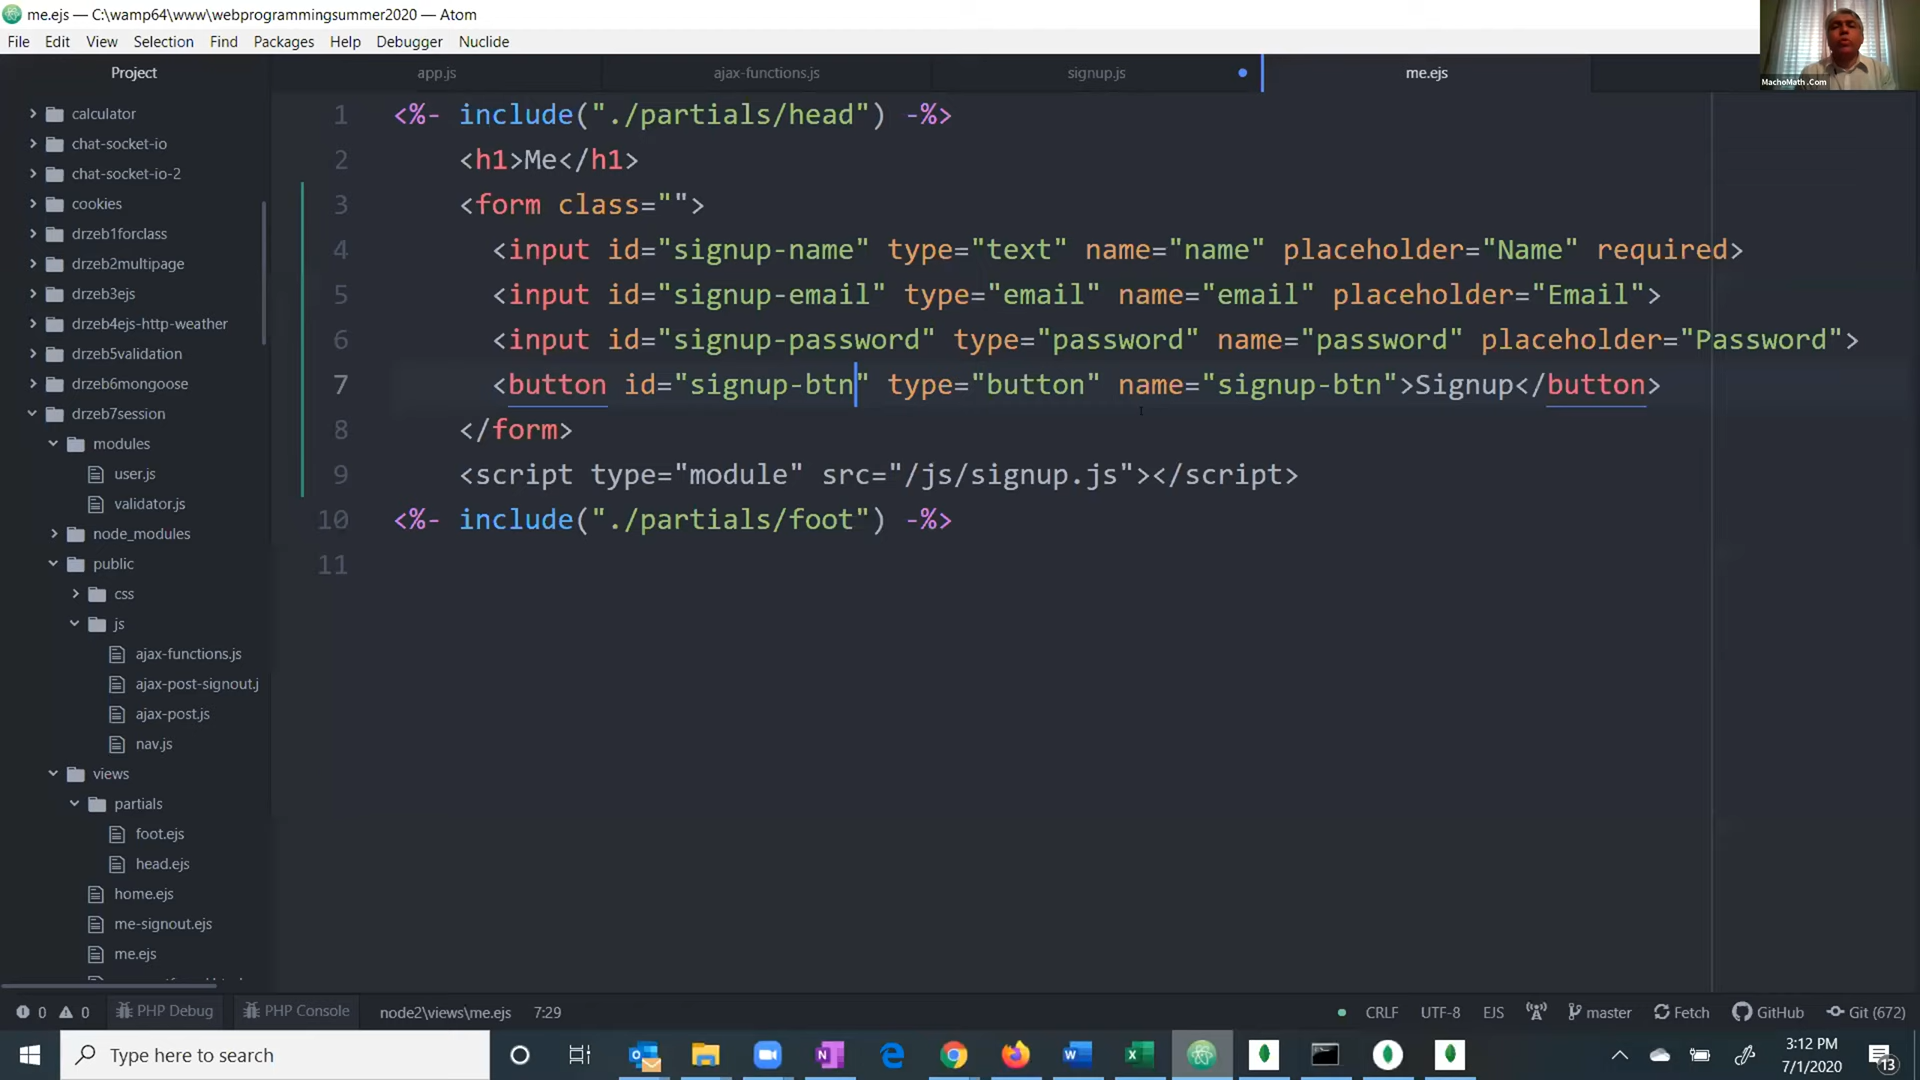 me.ejs — C:\wamp64\www\webprogrammingsummer2020 — Atom
File Edit View Selection Find Packages Help Debugger Nuclide
Project
app.js
ajax-functions.js
signup.js
me.ejs
MachoMath .Com
calculator
chat-socket-io
chat-socket-io-2
cookies
drzeb1forclass
drzeb2multipage
drzeb3ejs
drzeb4ejs-http-weather
drzeb5validation
drzeb6mongoose
drzeb7session
modules
user.js
validator.js
node_modules
public
css
js
ajax-functions.js
ajax-post-signout.j
ajax-post.js
nav.js
views
partials
foot.ejs
head.ejs
home.ejs
me-signout.ejs
me.ejs
1 <%- include("./partials/head") -%>
2 <h1>Me</h1>
3 <form class="">
4 <input id="signup-name" type="text" name="name" placeholder="Name" required>
5 <input id="signup-email" type="email" name="email" placeholder="Email">
6 <input id="signup-password" type="password" name="password" placeholder="Password">
7 <button id="signup-btn" type="button" name="signup-btn">Signup</button>
8 </form>
9 <script type="module" src="/js/signup.js"></script>
10 <%- include("./partials/foot") -%>
11
0 0 PHP Debug PHP Console node2\views\me.ejs 7:29
CRLF UTF-8 EJS master Fetch GitHub Git (672)
Type here to search
3:12 PM
7/1/2020
13